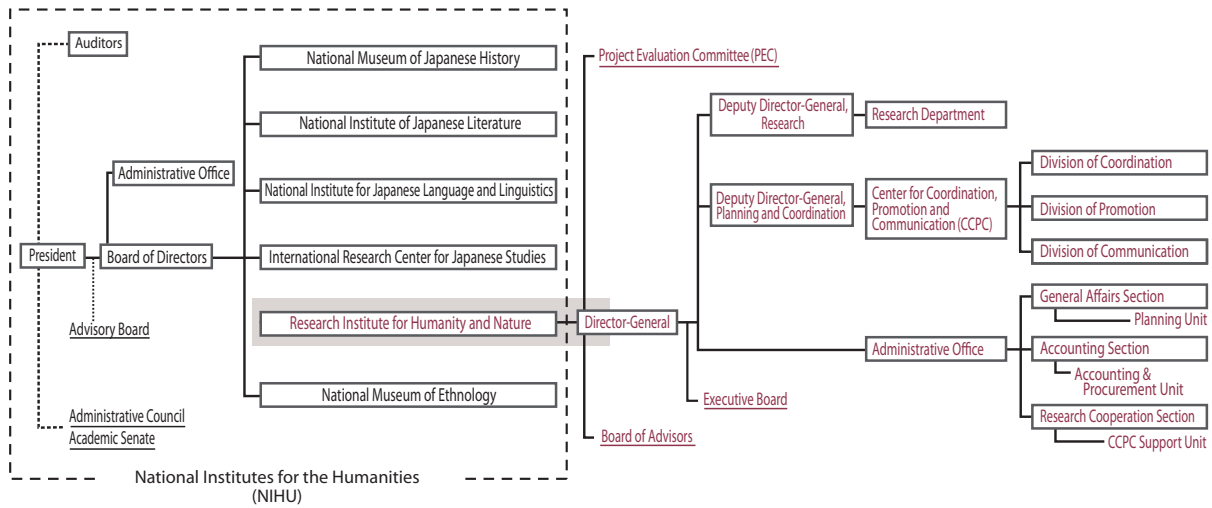 Auditors
President
Administrative Office
Board of Directors
Advisory Board
Administrative Council
Academic Senate
National Museum of Japanese History
National Institute of Japanese Literature
National Institute for Japanese Language and Linguistics
International Research Center for Japanese Studies
Research Institute for Humanity and Nature
National Museum of Ethnology
National Institutes for the Humanities
(NIHU)
Project Evaluation Committee (PEC)
Director-General
Board of Advisors
Executive Board
Deputy Director-General,
Research
Research Department
Deputy Director-General,
Planning and Coordination
Center for Coordination,
Promotion and
Communication (CCPC)
Division of Coordination
Division of Promotion
Division of Communication
Administrative Office
General Affairs Section
Planning Unit
Accounting Section
Accounting &
Procurement Unit
Research Cooperation Section
CCPC Support Unit